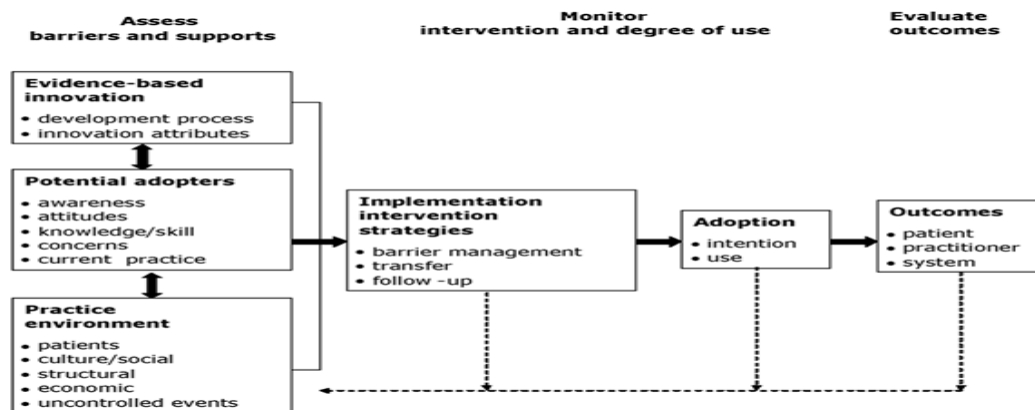 Assess
barriers and supports
Monitor
intervention and degree of use
Evaluate
outcomes
Evidence-based
innovation
• development process
• innovation attributes
Potential adopters
• awareness
• attitudes
• knowledge/skill
• concerns
• current practice
Practice
environment
• patients
• culture/social
• structural
• economic
• uncontrolled events
Implementation
intervention
strategies
• barrier management
• transfer
• follow -up
Adoption
• intention
• use
Outcomes
• patient
• practitioner
• system